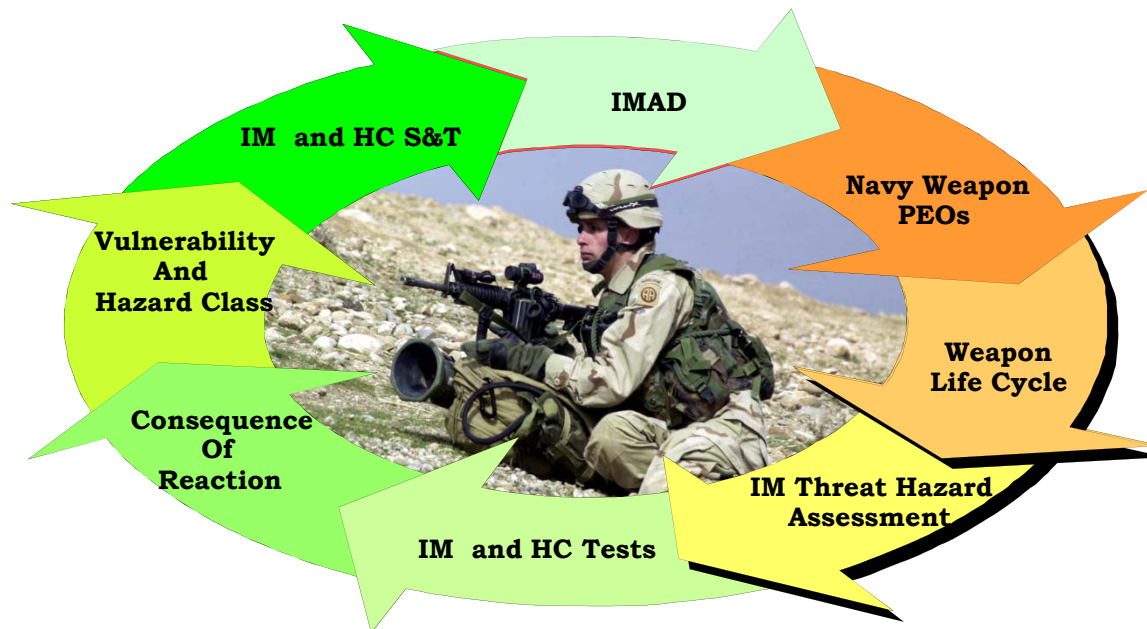 IMAD
Navy Weapon
PEOs
Weapon
Life Cycle
IM Threat Hazard
Assessment
IM and HC Tests
Consequence
Of
Reaction
Vulnerability
And
Hazard Class
IM and HC S&T